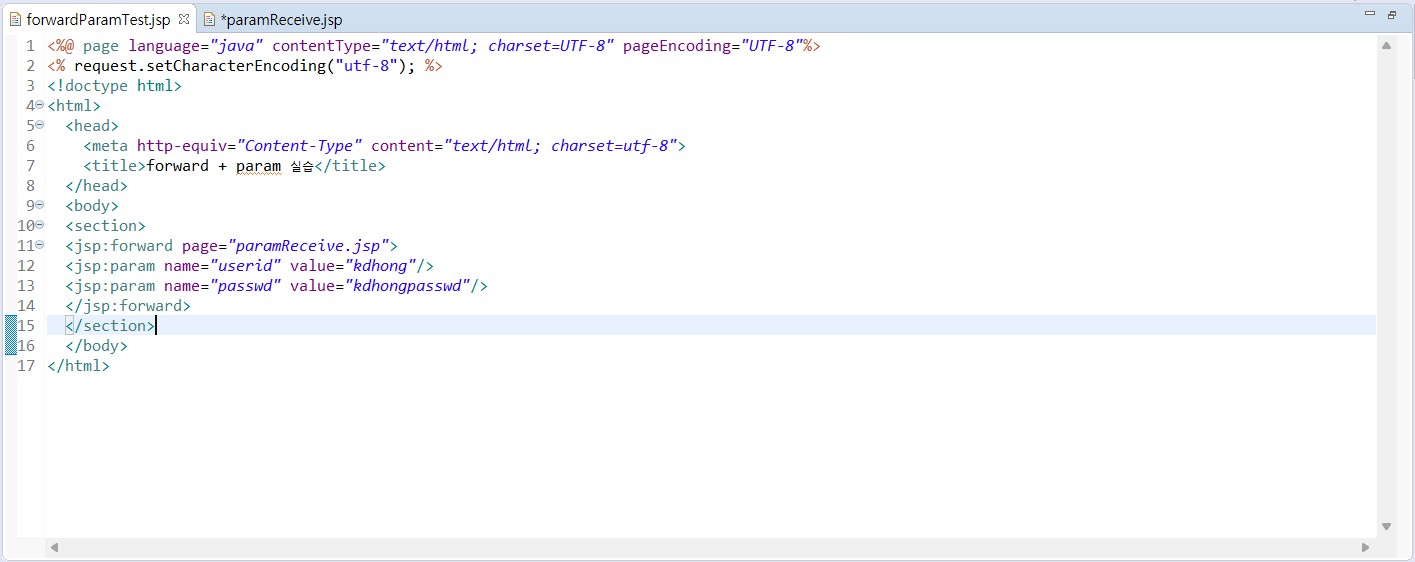 forwardParamTest.jsp *paramReceive.jsp
1 <%@ page language="java" contentType="text/html; charset=UTF-8" pageEncoding="UTF-8"%>
2 <% request.setCharacterEncoding("utf-8"); %>
3 <!doctype html>
4 <html>
5 <head>
6 <meta http-equiv="Content-Type" content="text/html; charset=utf-8">
7 <title>forward + param 실습</title>
8 </head>
9 <body>
10 <section>
11 <jsp:forward page="paramReceive.jsp">
12 <jsp:param name="userid" value="kdhong"/>
13 <jsp:param name="passwd" value="kdhongpasswd"/>
14 </jsp:forward>
15 </section>
16 </body>
17 </html>